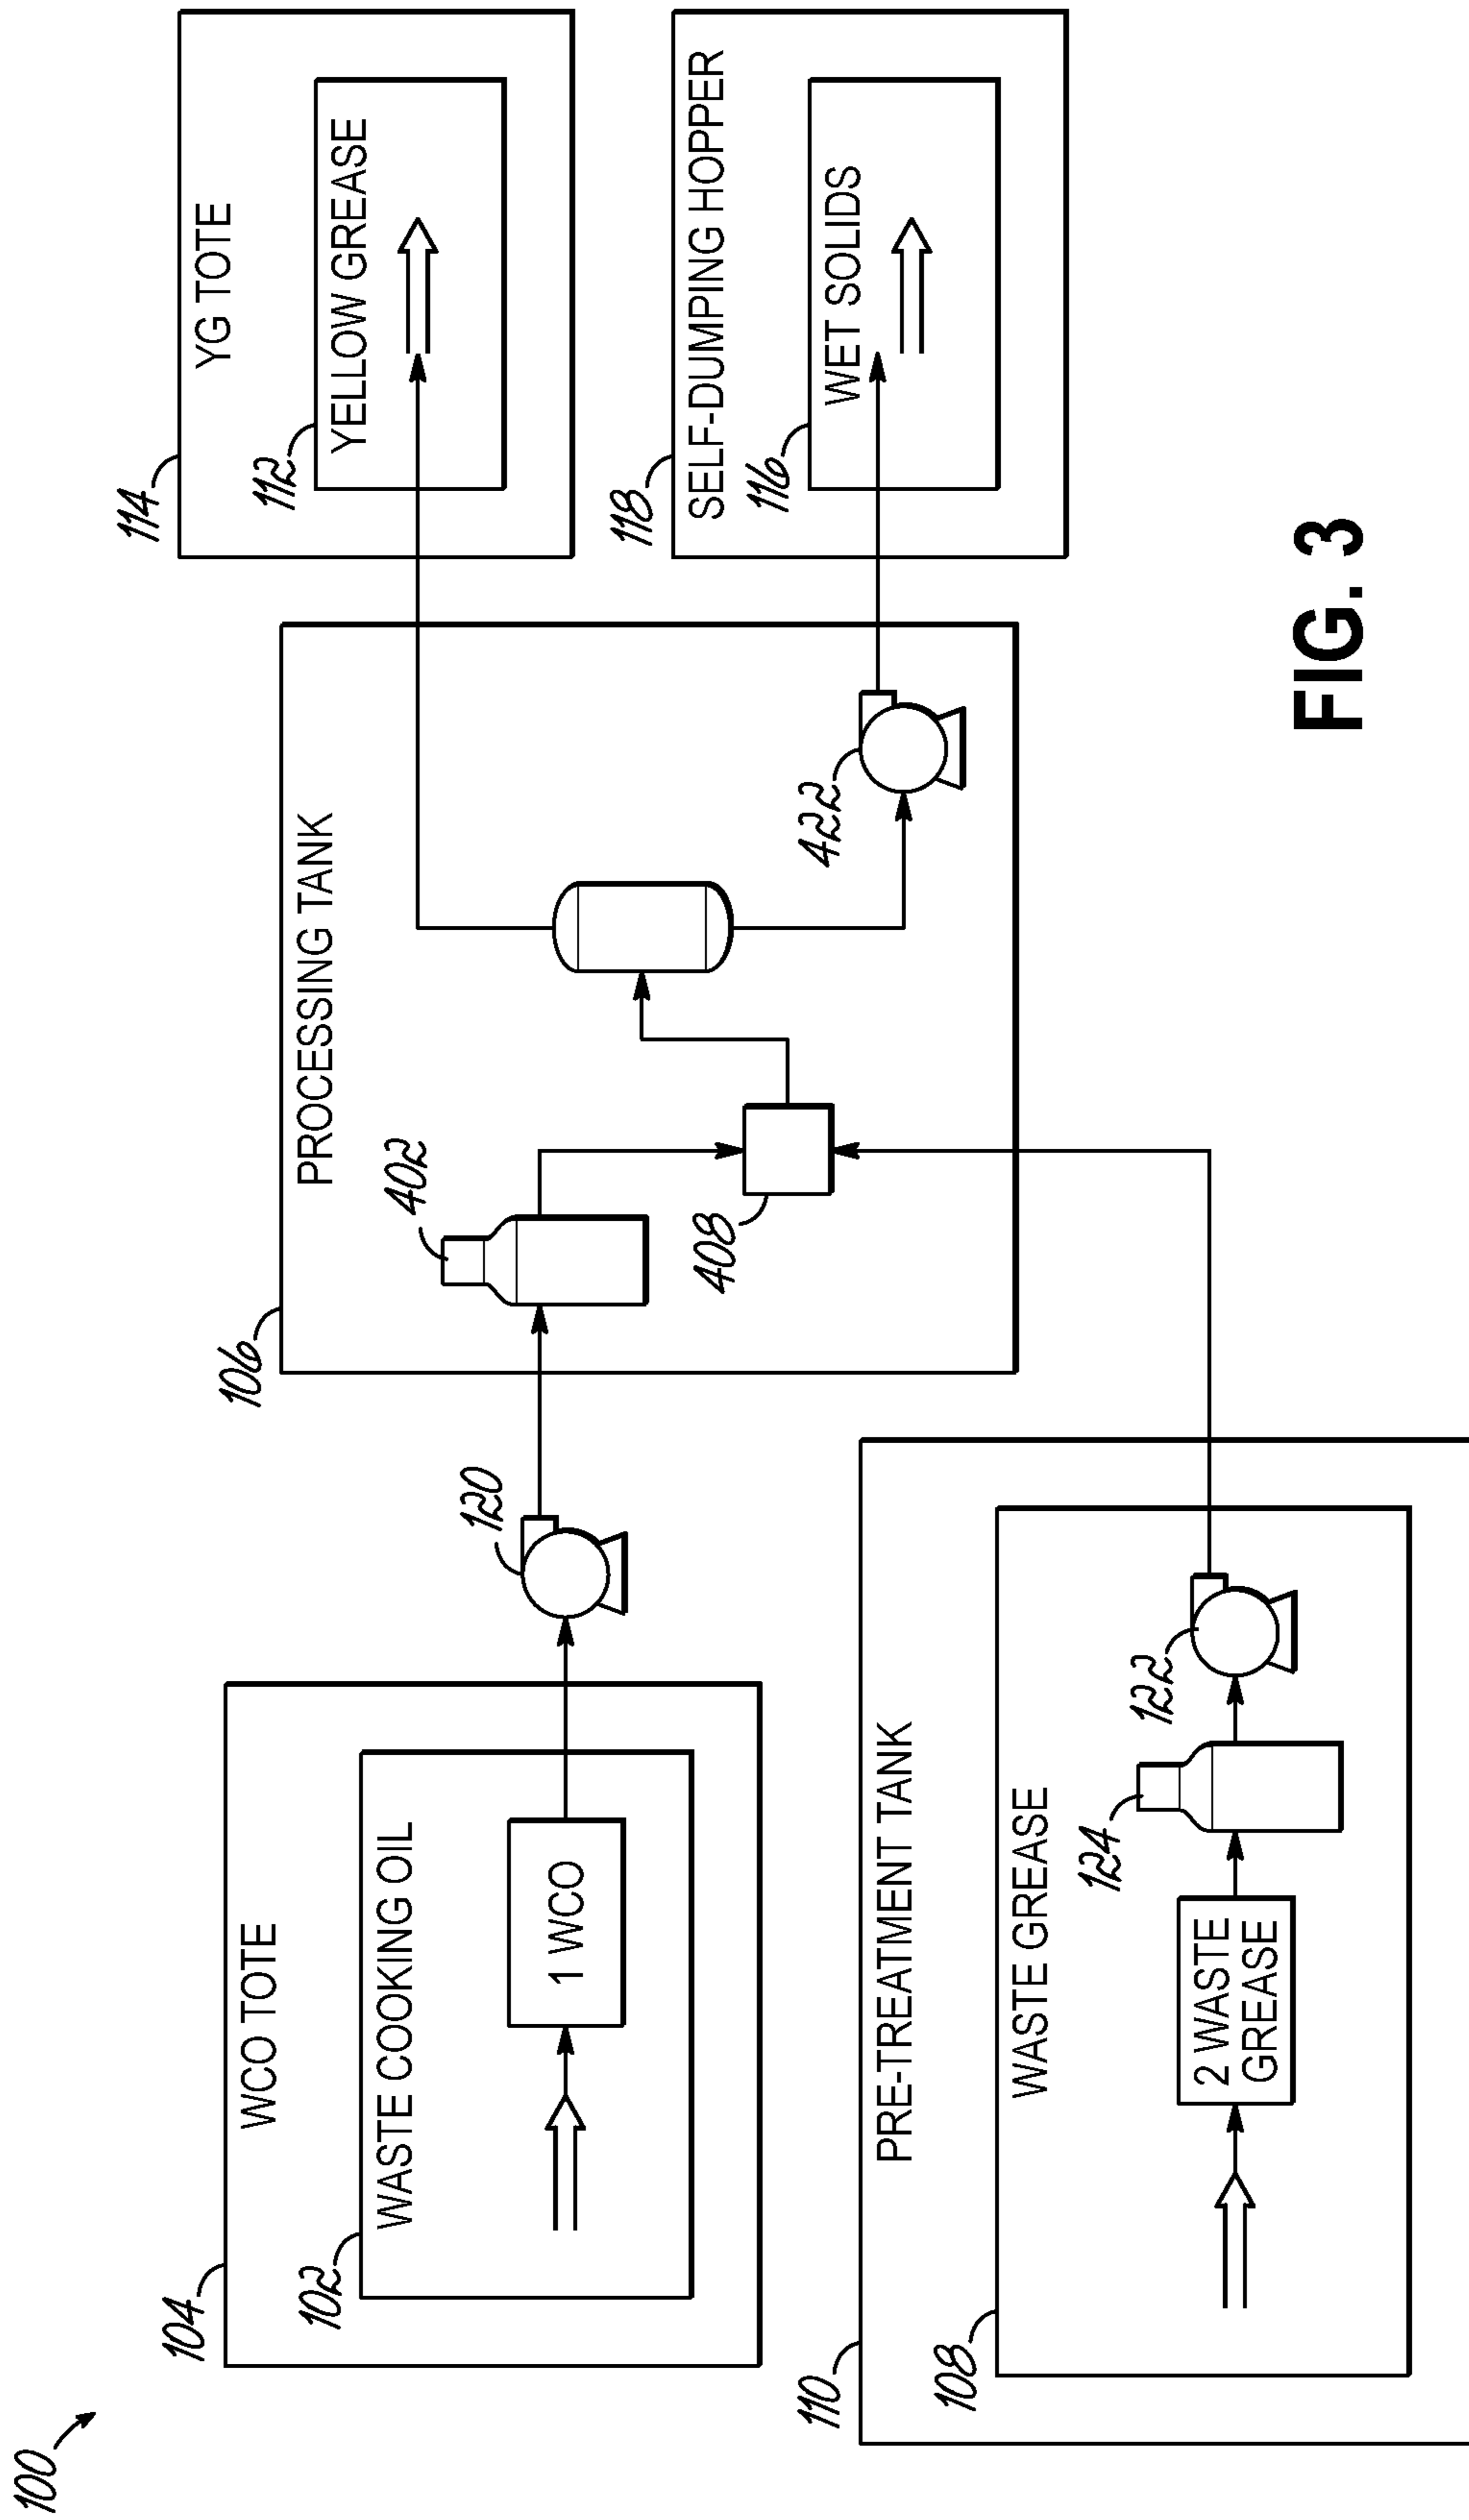 100
104
WCO TOTE
102
WASTE COOKING OIL
1 WCO
120
106
PROCESSING TANK
402
408
422
114
YG TOTE
112
YELLOW GREASE
118
SELF-DUMPING HOPPER
116
WET SOLIDS
110
PRE-TREATMENT TANK
108
WASTE GREASE
2 WASTE
GREASE
124
122
FIG. 3